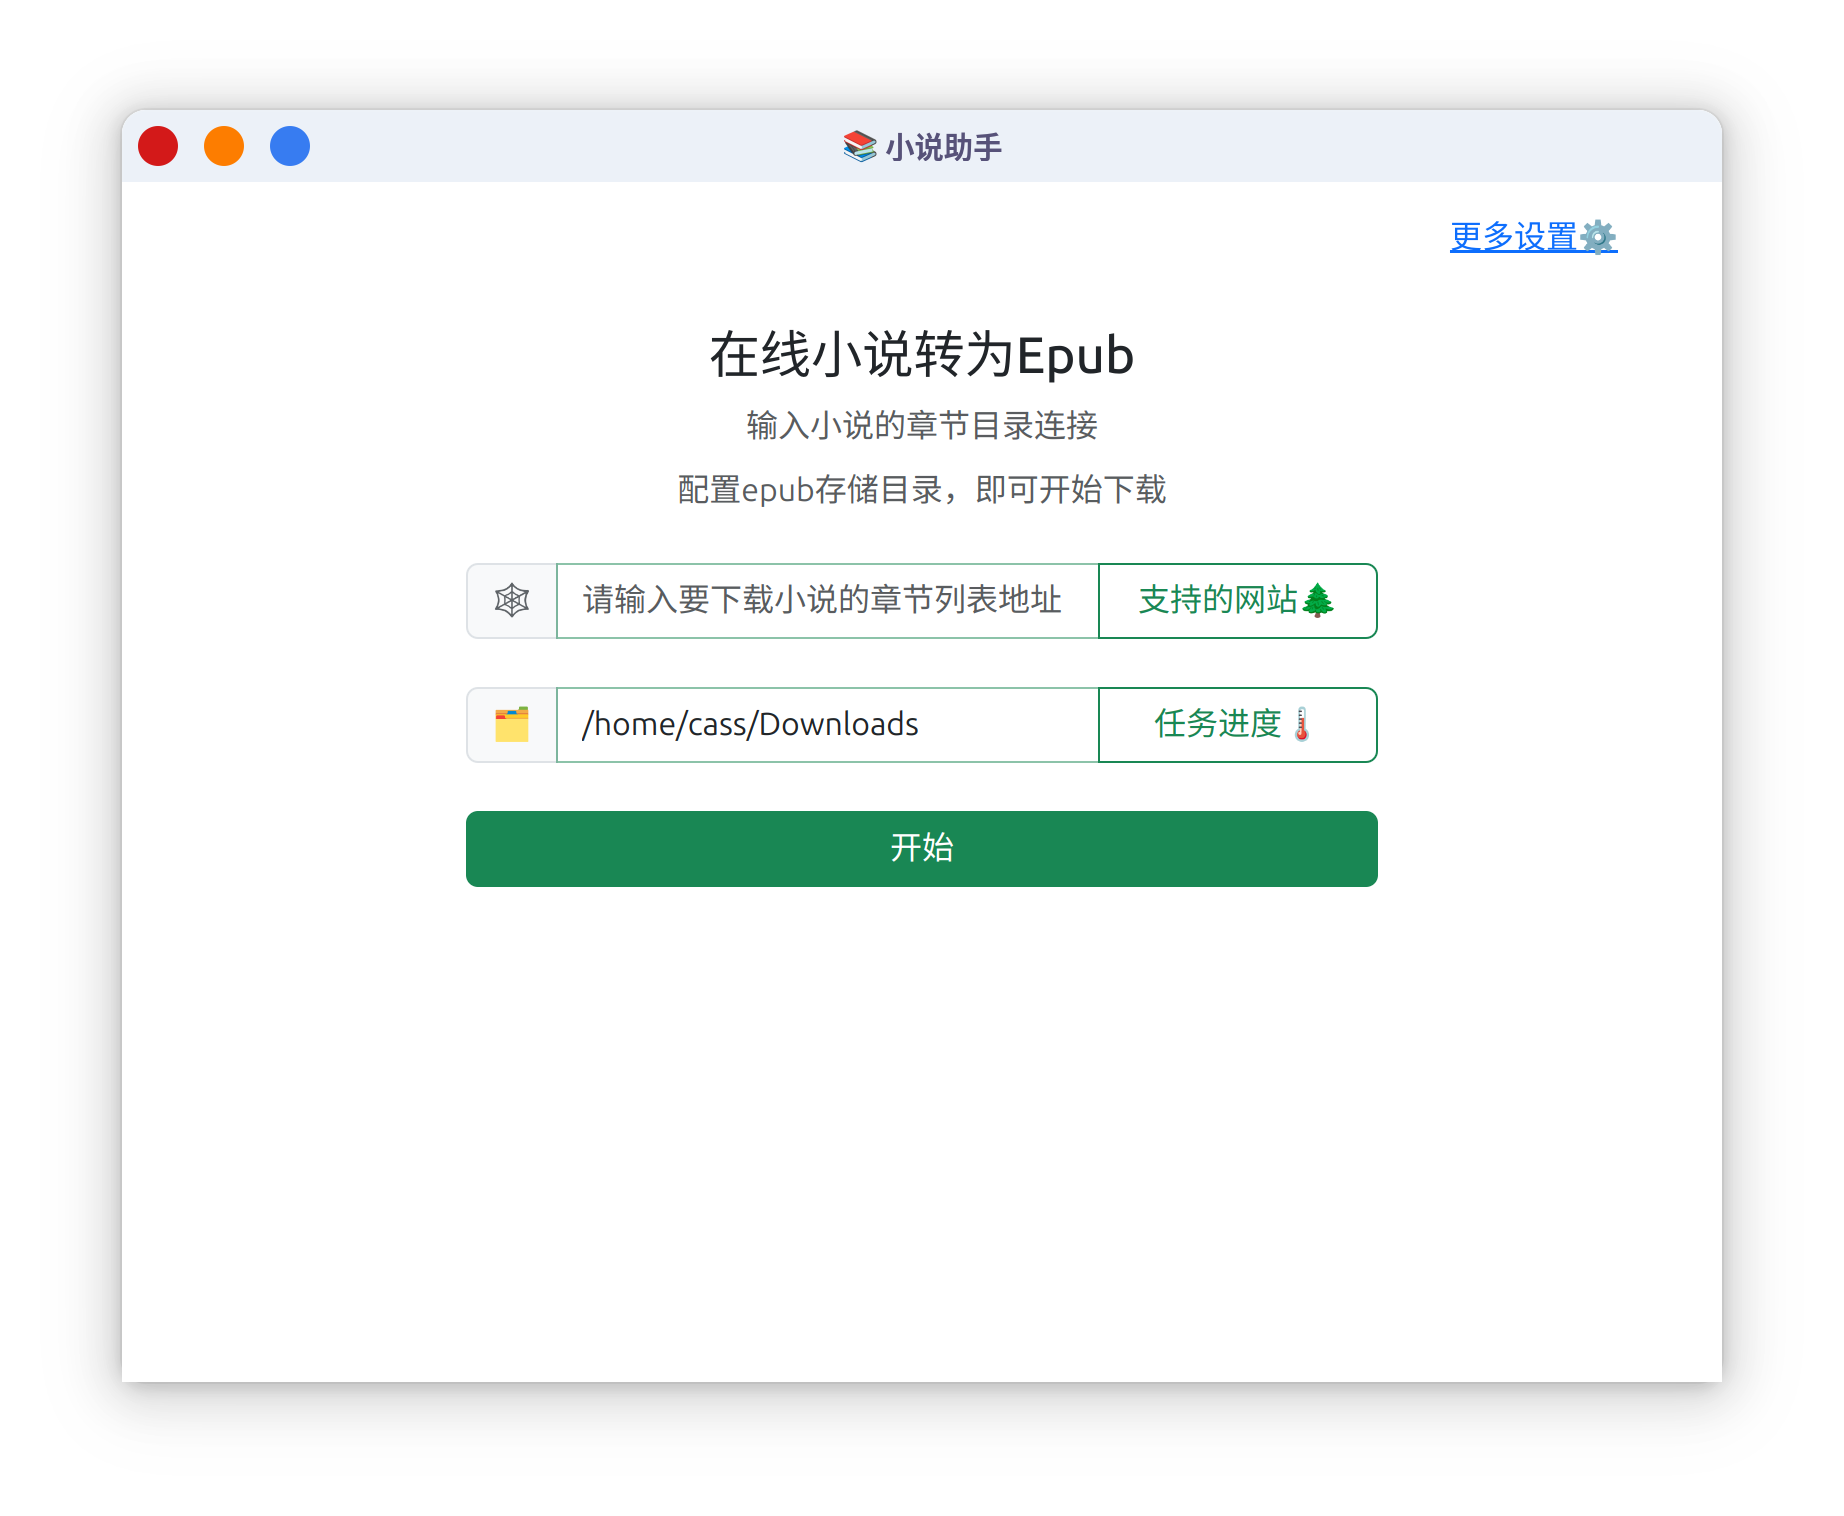 📚 小说助手
更多设置⚙️
在线小说转为Epub
输入小说的章节目录连接
配置epub存储目录，即可开始下载
🕸 请输入要下载小说的章节列表地址 支持的网站🌲
🗂️ /home/cass/Downloads 任务进度🌡️
开始